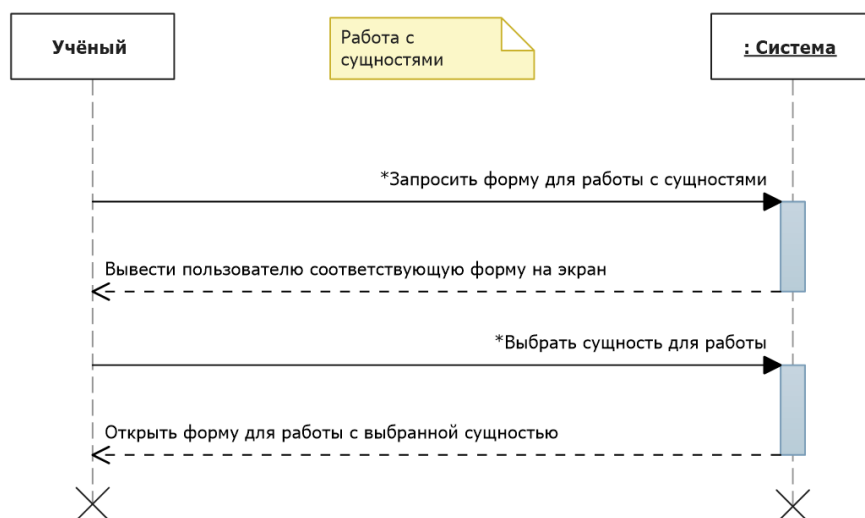 Учёный
Работа с
сущностями
: Система
*Запросить форму для работы с сущностями
Вывести пользователю соответствующую форму на экран
*Выбрать сущность для работы
Открыть форму для работы с выбранной сущностью